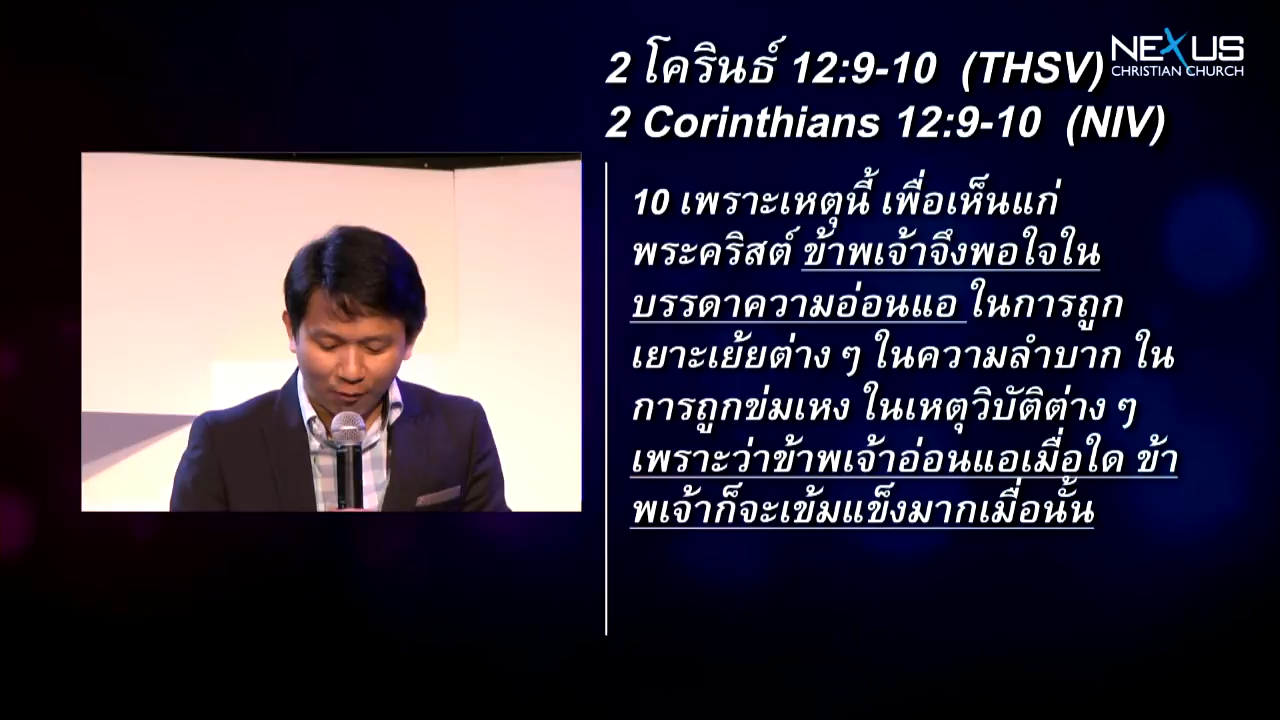 2 โครินธ์ 12:9-10 (THSV)
2 Corinthians 12:9-10 (NIV)
NEXUS
CHRISTIAN CHURCH
10 เพราะเหตุนี้ เพื่อเห็นแก่
พระคริสต์ ข้าพเจ้าจึงพอใจใน
บรรดาความอ่อนแอ ในการถูก
เยาะเย้ยต่าง ๆ ในความลำบาก ใน
การถูกข่มเหง ในเหตุวิบัติต่าง ๆ
เพราะว่าข้าพเจ้าอ่อนแอเมื่อใด ข้า
พเจ้าก็จะเข้มแข็งมากเมื่อนั้น